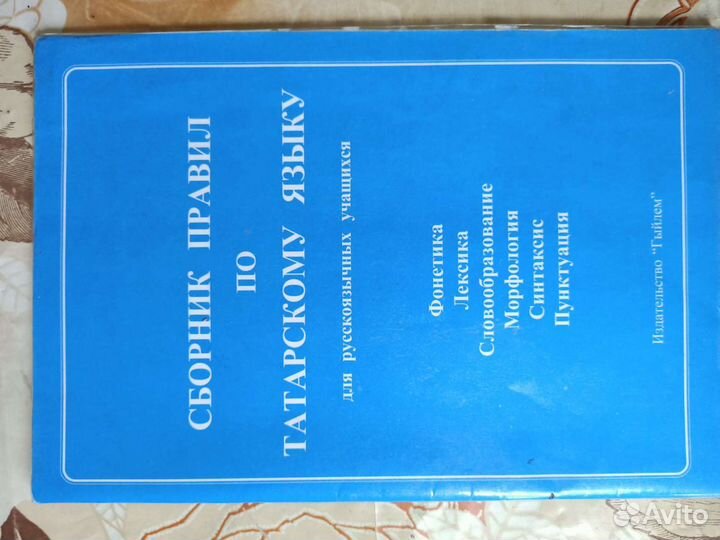 СБОРНИК ПРАВИЛ
ПО
ТАТАРСКОМУ ЯЗЫКУ
для русскоязычных учащихся
Фонетика
Лексика
Словообразование
Морфология
Синтаксис
Пунктуация
Издательство "Гыйлем"
Avito